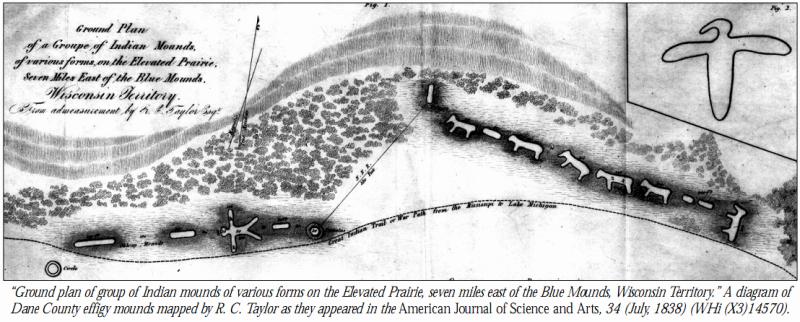 Ground Plan
of a Groupe of Indian Mounds,
of various forms, on the Elevated Prairie,
Seven Miles East of the Blue Mounds,
Wisconsin Territory.
From admeasurement by R. C. Taylor Esqr.
Fig. 1.
Fig. 2.
Great Indian Trail or War Path from the Missisipi to Lake Michigan
Circle
"Ground plan of group of Indian mounds of various forms on the Elevated Prairie, seven miles east of the Blue Mounds, Wisconsin Territory." A diagram of
Dane County effigy mounds mapped by R. C. Taylor as they appeared in the American Journal of Science and Arts, 34 (July, 1838) (WHi (X3)14570).